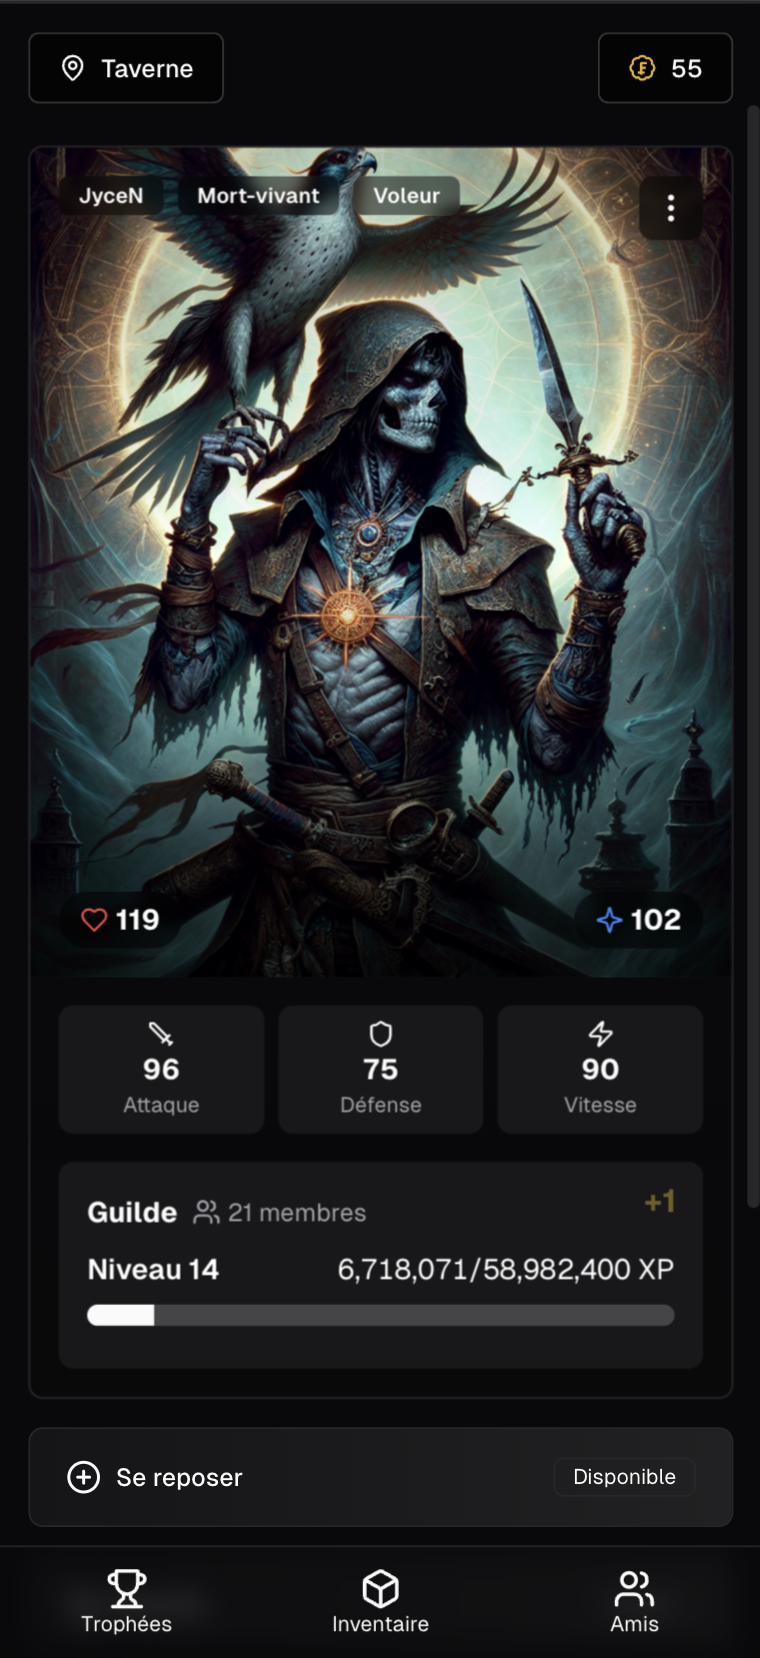 Taverne
55
JyceN Mort-vivant Voleur
119
102
96
Attaque
75
Défense
90
Vitesse
Guilde 21 membres +1
Niveau 14 6,718,071/58,982,400 XP
Se reposer Disponible
Trophées Inventaire Amis